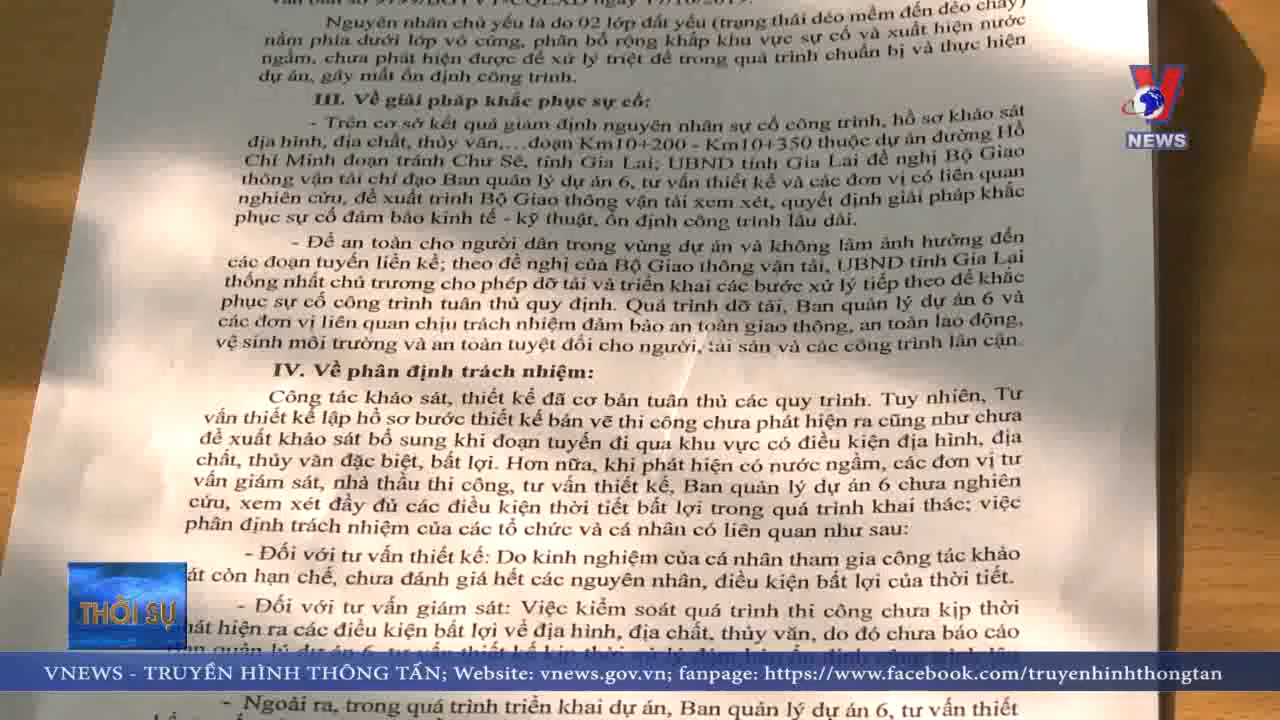 Nguyên nhân chủ yếu là do 02 lớp đất yếu (trạng thái dẻo mềm đến dẻo chảy)
nằm phía dưới lớp vỏ cứng, phân bố rộng khắp khu vực sự cố và xuất hiện nước
ngầm, chưa phát hiện được để xử lý triệt để trong quá trình chuẩn bị và thực hiện
dự án, gây mất ổn định công trình.
III. Về giải pháp khắc phục sự cố:
- Trên cơ sở kết quả giám định nguyên nhân sự cố công trình, hồ sơ khảo sát
địa hình, địa chất, thủy văn,...đoạn Km10+200 - Km10+350 thuộc dự án đường Hồ
Chí Minh đoạn tránh Chư Sê, tỉnh Gia Lai; UBND tỉnh Gia Lai đề nghị Bộ Giao
thông vận tải chỉ đạo Ban quản lý dự án 6, tư vấn thiết kế và các đơn vị có liên quan
nghiên cứu, đề xuất trình Bộ Giao thông vận tải xem xét, quyết định giải pháp khắc
phục sự cố đảm bảo kinh tế - kỹ thuật, ổn định công trình lâu dài.
- Để an toàn cho người dân trong vùng dự án và không làm ảnh hưởng đến
các đoạn tuyến liền kề; theo đề nghị của Bộ Giao thông vận tải, UBND tỉnh Gia Lai
thống nhất chủ trương cho phép dỡ tải và triển khai các bước xử lý tiếp theo để khắc
phục sự cố công trình tuân thủ quy định. Quá trình dỡ tải, Ban quản lý dự án 6 và
các đơn vị liên quan chịu trách nhiệm đảm bảo an toàn giao thông, an toàn lao động,
vệ sinh môi trường và an toàn tuyệt đối cho người, tài sản và các công trình lân cận.
IV. Về phân định trách nhiệm:
Công tác khảo sát, thiết kế đã cơ bản tuân thủ các quy trình. Tuy nhiên, Tư
vấn thiết kế lập hồ sơ bước thiết kế bản vẽ thi công chưa phát hiện ra cũng như chưa
đề xuất khảo sát bổ sung khi đoạn tuyến đi qua khu vực có điều kiện địa hình, địa
chất, thủy văn đặc biệt, bất lợi. Hơn nữa, khi phát hiện có nước ngầm, các đơn vị tư
vấn giám sát, nhà thầu thi công, tư vấn thiết kế, Ban quản lý dự án 6 chưa nghiên
cứu, xem xét đầy đủ các điều kiện thời tiết bất lợi trong quá trình khai thác; việc
phân định trách nhiệm của các tổ chức và cá nhân có liên quan như sau:
- Đối với tư vấn thiết kế: Do kinh nghiệm của cá nhân tham gia công tác khảo
át còn hạn chế, chưa đánh giá hết các nguyên nhân, điều kiện bất lợi của thời tiết.
- Đối với tư vấn giám sát: Việc kiểm soát quá trình thi công chưa kịp thời
hát hiện ra các điều kiện bất lợi về địa hình, địa chất, thủy văn, do đó chưa báo cáo
- Ngoài ra, trong quá trình triển khai dự án, Ban quản lý dự án 6, tư vấn thiết
V
NEWS
THỜI SỰ
VNEWS - TRUYỀN HÌNH THÔNG TẤN; Website: vnews.gov.vn; fanpage: https://www.facebook.com/truyenhinhthongtan